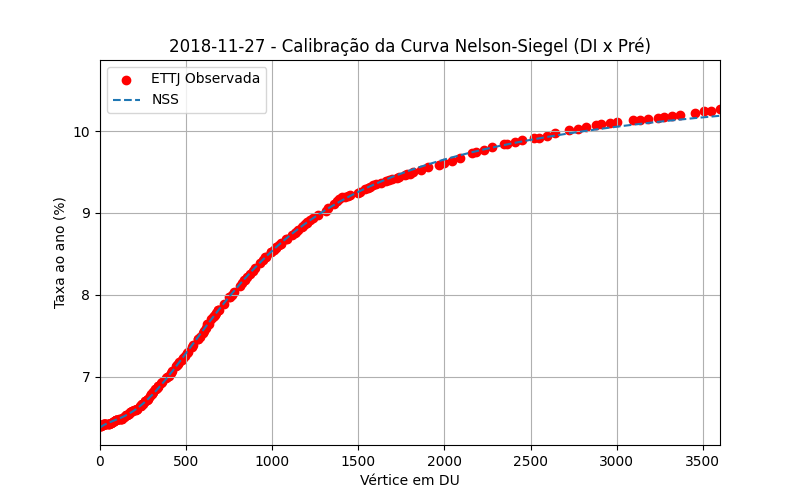 2018-11-27 - Calibração da Curva Nelson-Siegel (DI x Pré)
ETTJ Observada
NSS
Taxa ao ano (%)
10
9
8
7
0 500 1000 1500 2000 2500 3000 3500
Vértice em DU